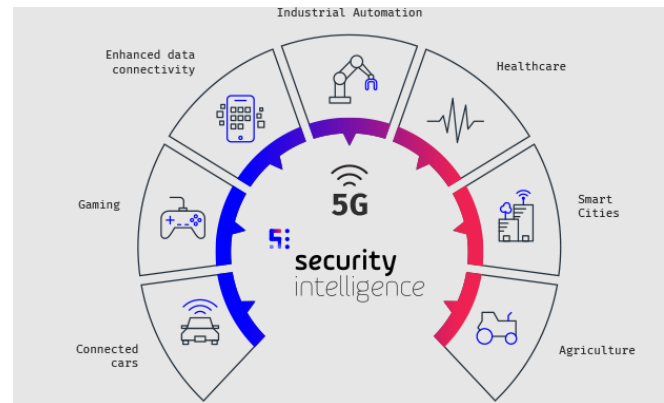 Industrial Automation
Enhanced data
connectivity
Healthcare
Gaming
5G
Smart
Cities
security
intelligence
Connected
cars
Agriculture